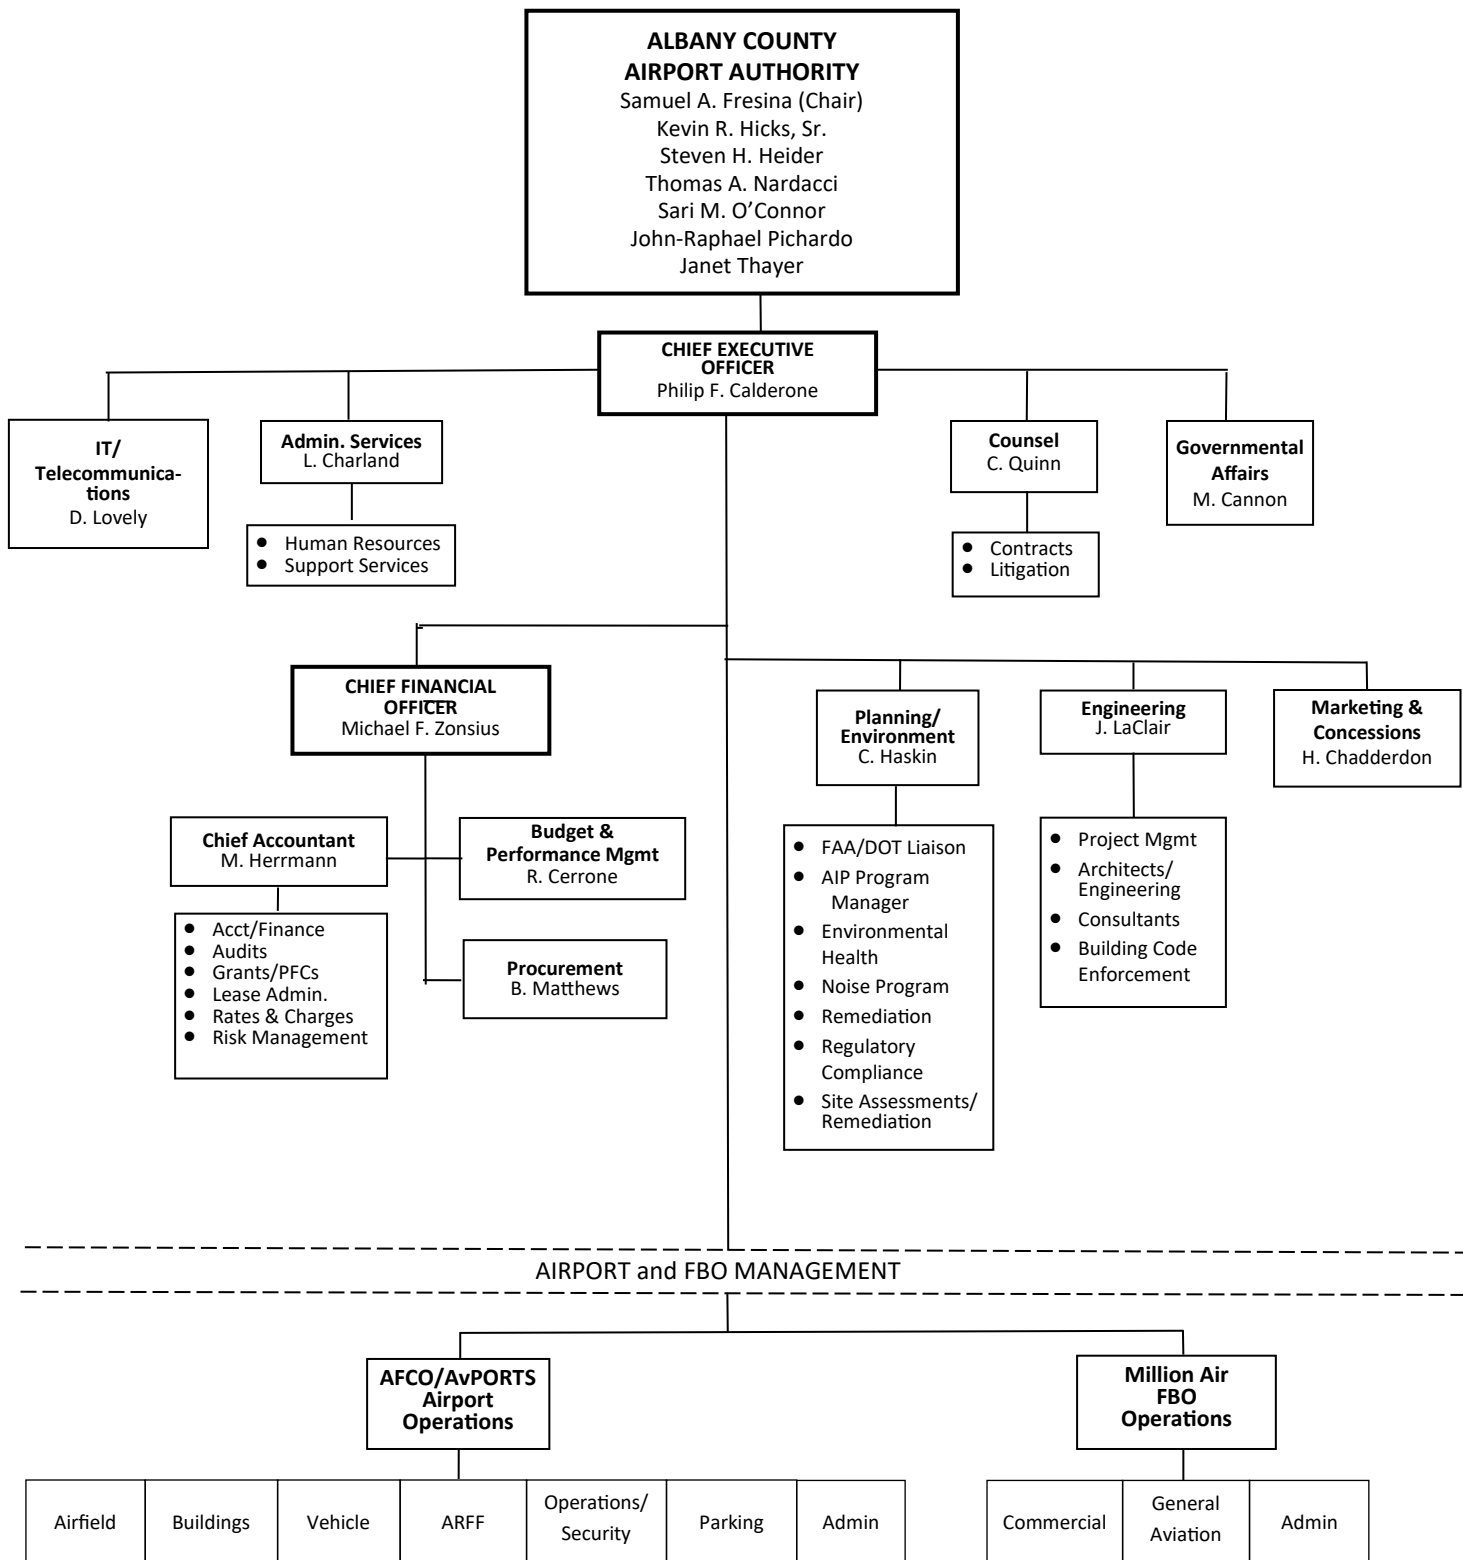 ALBANY COUNTY
AIRPORT AUTHORITY
Samuel A. Fresina (Chair)
Kevin R. Hicks, Sr.
Steven H. Heider
Thomas A. Nardacci
Sari M. O’Connor
John-Raphael Pichardo
Janet Thayer
CHIEF EXECUTIVE
OFFICER
Philip F. Calderone
IT/
Telecommunica-
tions
D. Lovely
Admin. Services
L. Charland
● Human Resources
● Support Services
Counsel
C. Quinn
● Contracts
● Litigation
Governmental
Affairs
M. Cannon
CHIEF FINANCIAL
OFFICER
Michael F. Zonsius
Chief Accountant
M. Herrmann
● Acct/Finance
● Audits
● Grants/PFCs
● Lease Admin.
● Rates & Charges
● Risk Management
Budget &
Performance Mgmt
R. Cerrone
Procurement
B. Matthews
Planning/
Environment
C. Haskin
● FAA/DOT Liaison
● AIP Program
Manager
● Environmental
Health
● Noise Program
● Remediation
● Regulatory
Compliance
● Site Assessments/
Remediation
Engineering
J. LaClair
● Project Mgmt
● Architects/
Engineering
● Consultants
● Building Code
Enforcement
Marketing &
Concessions
H. Chadderdon
AIRPORT and FBO MANAGEMENT
AFCO/AvPORTS
Airport
Operations
Airfield
Buildings
Vehicle
ARFF
Operations/
Security
Parking
Admin
Million Air
FBO
Operations
Commercial
General
Aviation
Admin